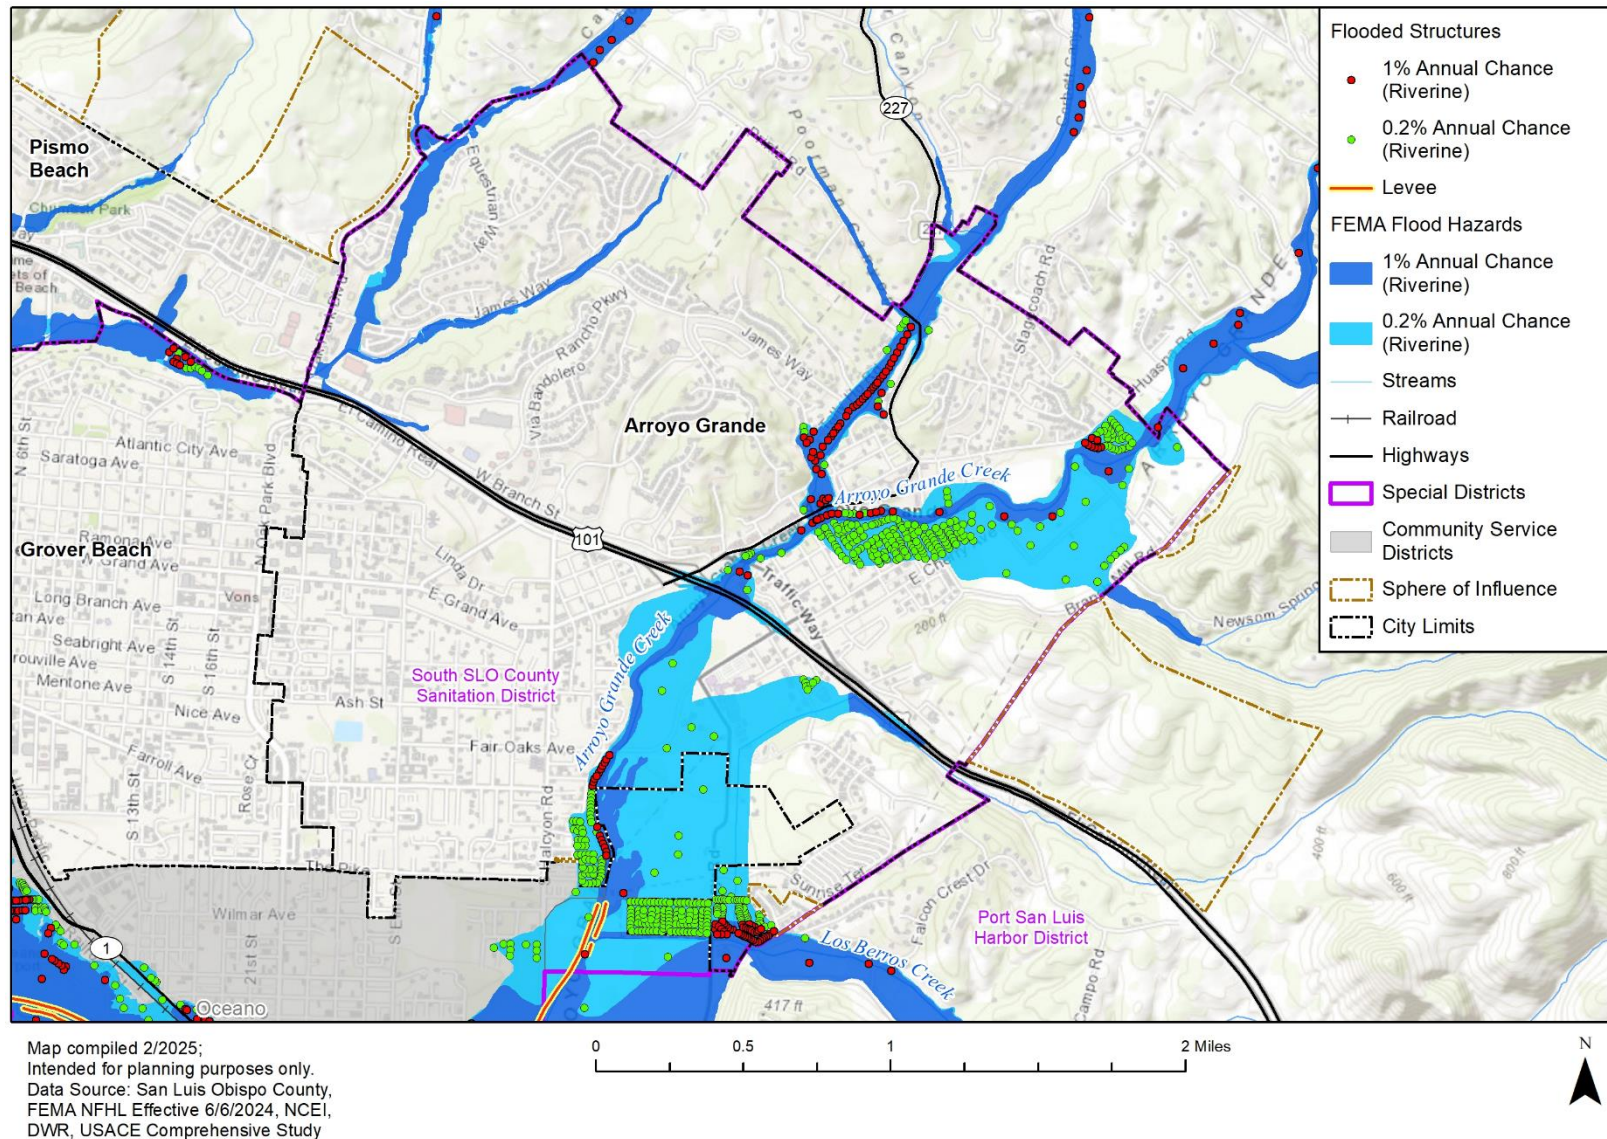 Pismo
Beach
Equestrian
Way
227
Stagecoach Rd
Huasna Rd
James Way
Rancho Pkwy
James Way
Via Bandolero
Arroyo Grande
El Camino Real
W Branch St
101
Arroyo Grande Creek
N 6th St
Atlantic City Ave
Saratoga Ave
N Oak Park Blvd
Ramona Ave
Grover Beach
N Grand Ave
Linda Dr
E Grand Ave
Vons
Long Branch Ave
Seabright Ave
S 14th St
S 16th St
Mentone Ave
Nice Ave
Ash St
Farroll Ave
Rose Ct
S 13th St
Fair Oaks Ave
Halcyon Rd
South SLO County
Sanitation District
Arroyo Grande Creek
Traffic Way
200 ft
Newsom Spring
The Pike
Wilmar Ave
21st St
1
Oceano
Sunrise Ter
Falcon Crest Dr
Los Berros Creek
Port San Luis
Harbor District
Campo Rd
417 ft
400 ft
600 ft
800 ft
Flooded Structures
1% Annual Chance
(Riverine)
0.2% Annual Chance
(Riverine)
Levee
FEMA Flood Hazards
1% Annual Chance
(Riverine)
0.2% Annual Chance
(Riverine)
Streams
Railroad
Highways
Special Districts
Community Service
Districts
Sphere of Influence
City Limits
Map compiled 2/2025;
Intended for planning purposes only.
Data Source: San Luis Obispo County,
FEMA NFHL Effective 6/6/2024, NCEI,
DWR, USACE Comprehensive Study
0 0.5 1 2 Miles
N